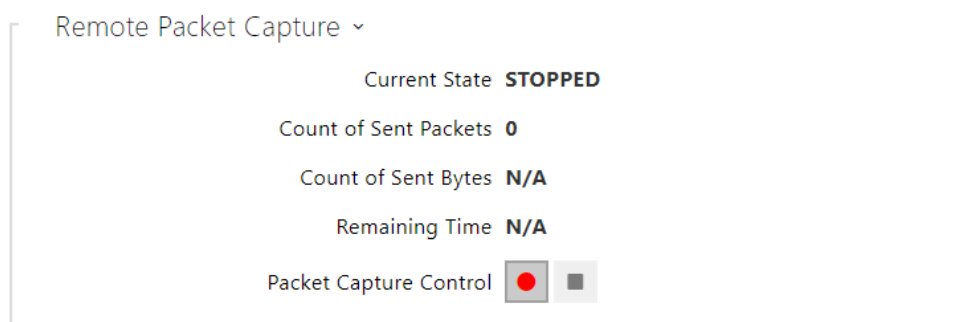 Remote Packet Capture
Current State STOPPED
Count of Sent Packets 0
Count of Sent Bytes N/A
Remaining Time N/A
Packet Capture Control